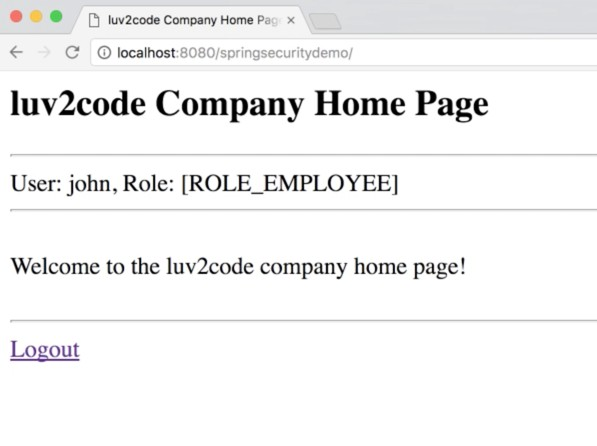 luv2code Company Home Pag
localhost:8080/springsecuritydemo/
luv2code Company Home Page
User: john, Role: [ROLE_EMPLOYEE]
Welcome to the luv2code company home page!
Logout